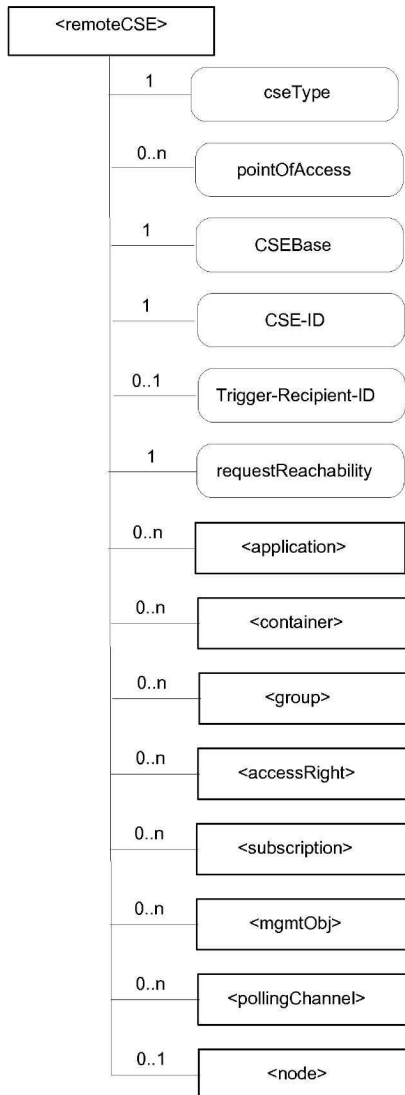 <remoteCSE>
1
cseType
0..n
pointOfAccess
1
CSEBase
1
CSE-ID
0..1
Trigger-Recipient-ID
1
requestReachability
0..n
<application>
0..n
<container>
0..n
<group>
0..n
<accessRight>
0..n
<subscription>
0..n
<mgmtObj>
0..n
<pollingChannel>
0..1
<node>